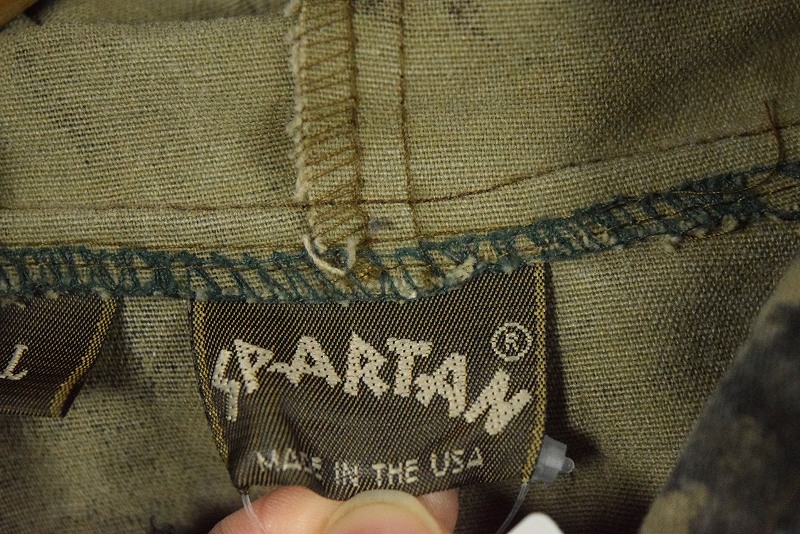 L
SPARTAN ®
MADE IN THE USA